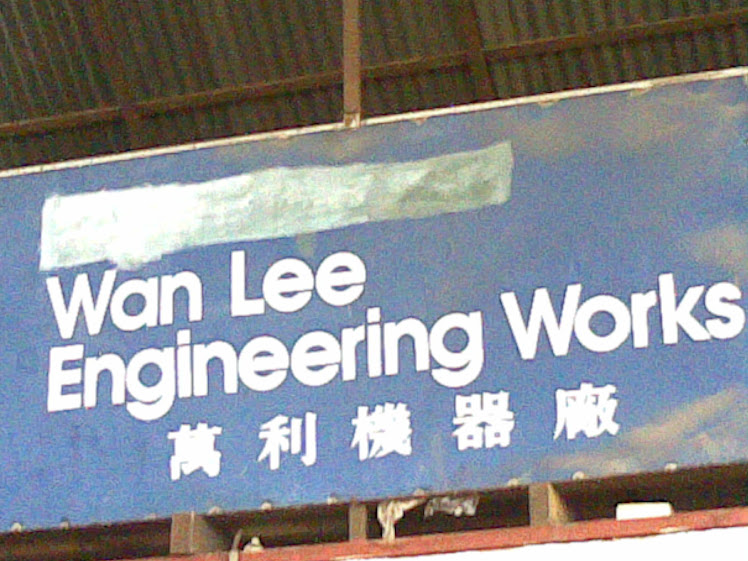 Wan Lee
Engineering Works
萬利機器廠